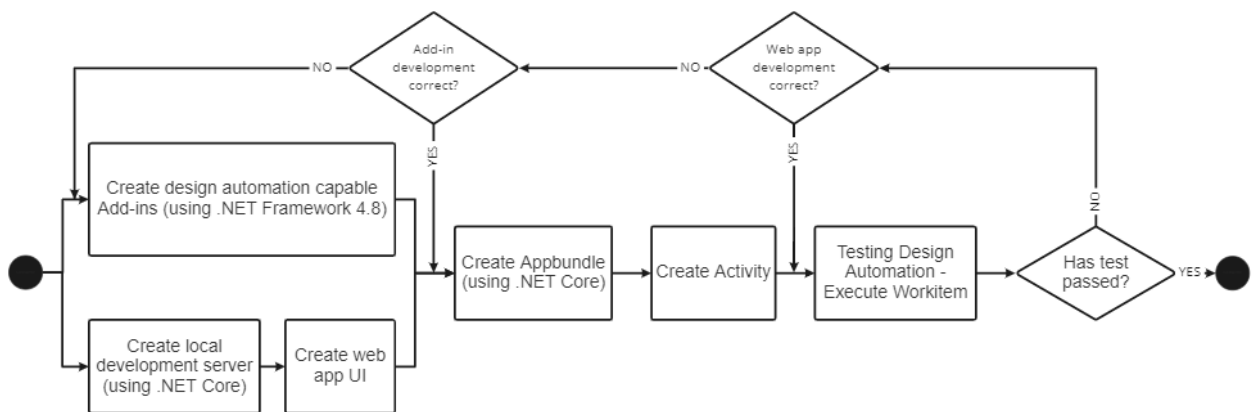 Add-in
development
correct?
Web app
development
correct?
NO
NO
YES
YES
Create design automation capable
Add-ins (using .NET Framework 4.8)
NO
Create Appbundle
(using .NET Core)
Create Activity
Testing Design
Automation -
Execute Workitem
Has test
passed?
YES
Create local
development server
(using .NET Core)
Create web
app UI